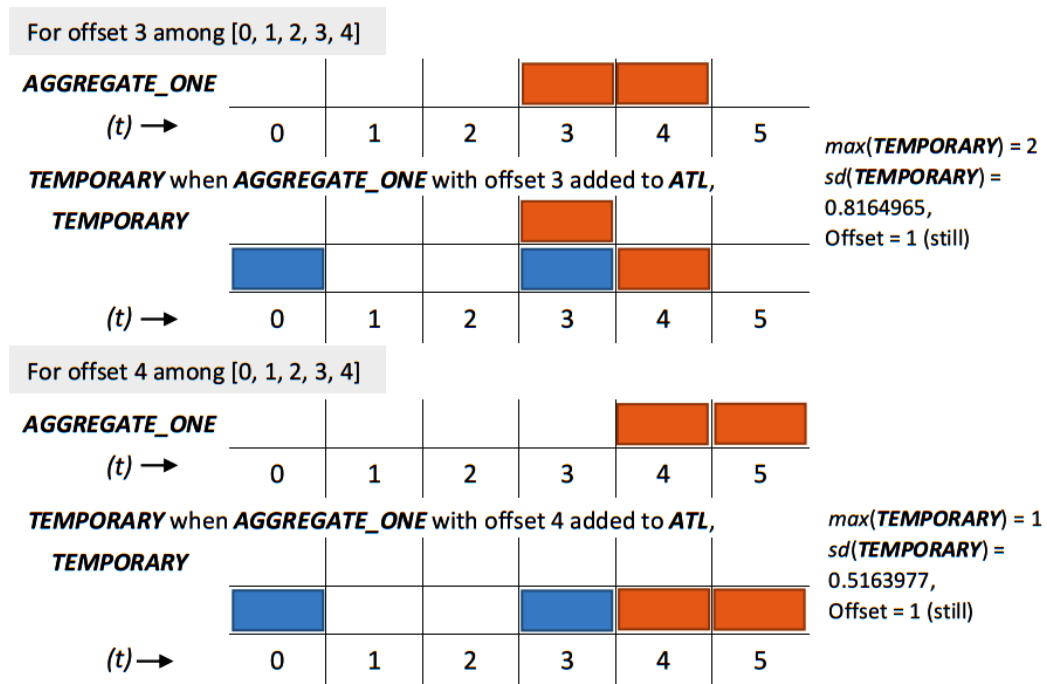 For offset 3 among [0, 1, 2, 3, 4]
AGGREGATE_ONE
(t) →
0 1 2 3 4 5
TEMPORARY when AGGREGATE_ONE with offset 3 added to ATL,
TEMPORARY
(t) →
0 1 2 3 4 5
max(TEMPORARY) = 2
sd(TEMPORARY) =
0.8164965,
Offset = 1 (still)
For offset 4 among [0, 1, 2, 3, 4]
AGGREGATE_ONE
(t) →
0 1 2 3 4 5
TEMPORARY when AGGREGATE_ONE with offset 4 added to ATL,
TEMPORARY
(t) →
0 1 2 3 4 5
max(TEMPORARY) = 1
sd(TEMPORARY) =
0.5163977,
Offset = 1 (still)